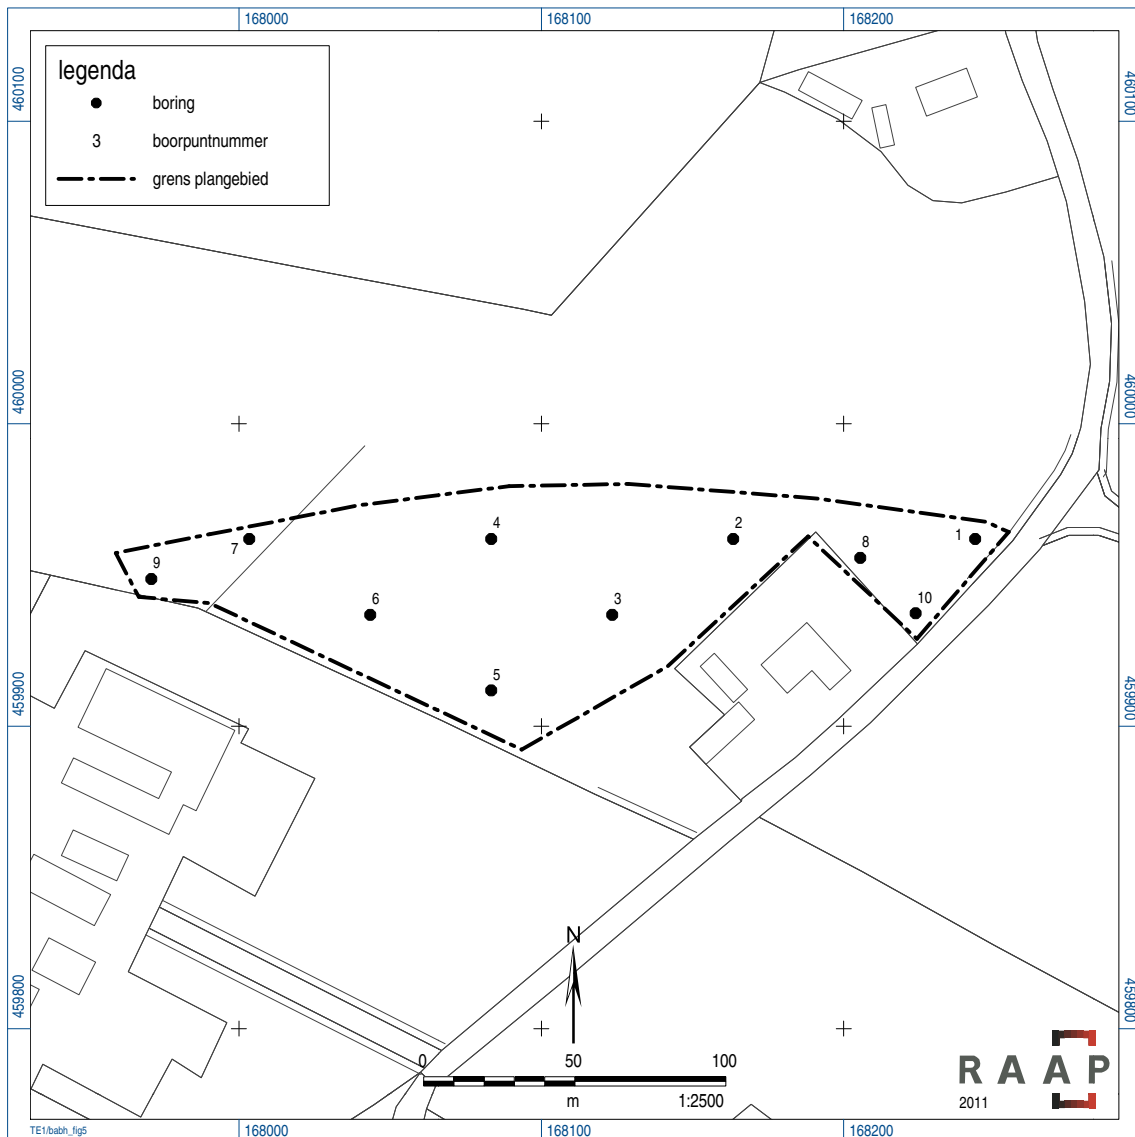 168000 168100 168200
legenda
boring
3 boorpuntnummer
grens plangebied
460100 460100
460000 460000
4 2 1
7 8
9
6 3 10
5
459900 459900
N
459800 459800
0 50 100
m 1:2500
RAAP
2011
168000 168100 168200
TE1/babh_fig5